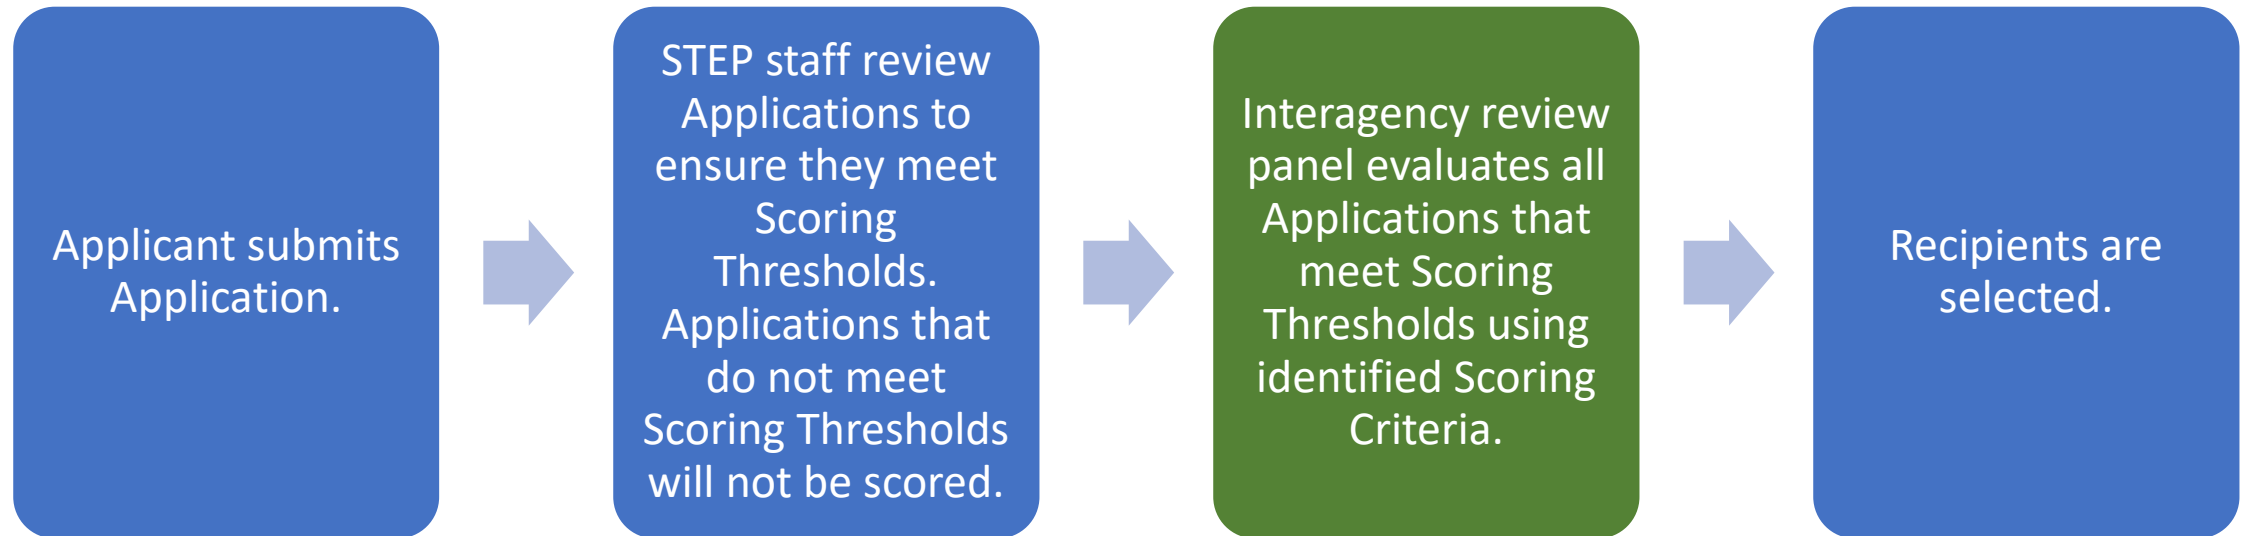 Applicant submits
Application.
STEP staff review
Applications to
ensure they meet
Scoring
Thresholds.
Applications that
do not meet
Scoring Thresholds
will not be scored.
Interagency review
panel evaluates all
Applications that
meet Scoring
Thresholds using
identified Scoring
Criteria.
Recipients are
selected.